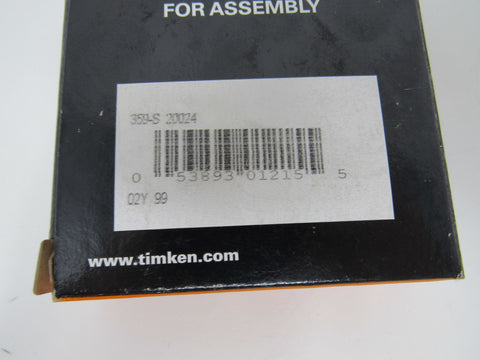 FOR ASSEMBLY
359-S 20024
0 53893 01215 5
02Y 99
www.timken.com